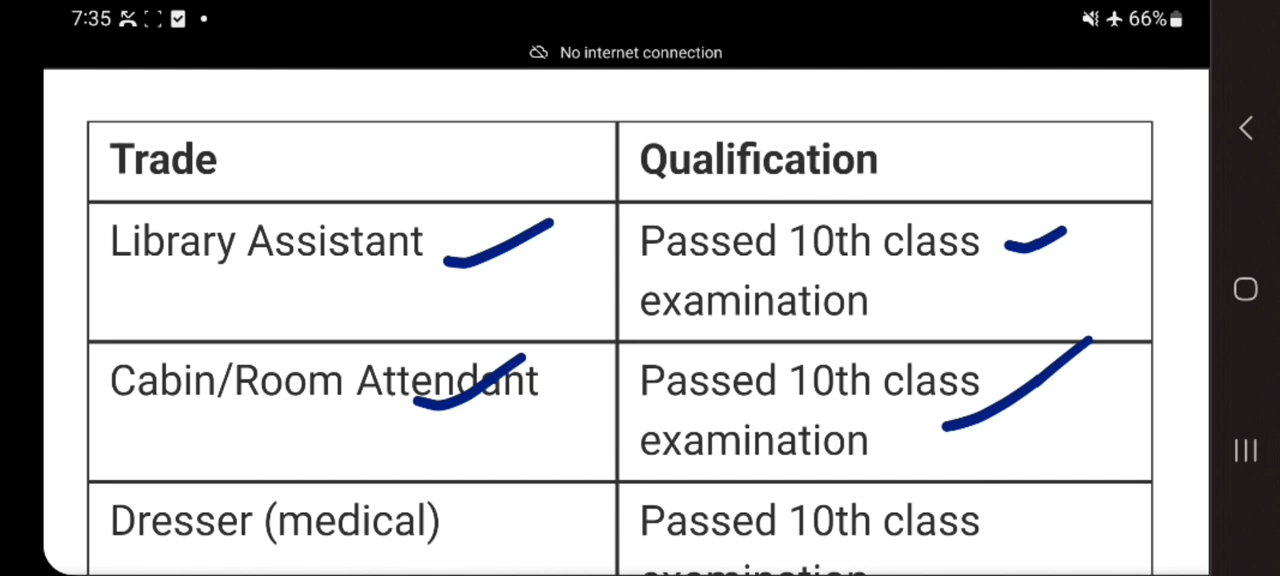 7:35
66%
No internet connection
Trade
Qualification
Library Assistant
Passed 10th class
examination
Cabin/Room Attendant
Passed 10th class
examination
Dresser (medical)
Passed 10th class
examination